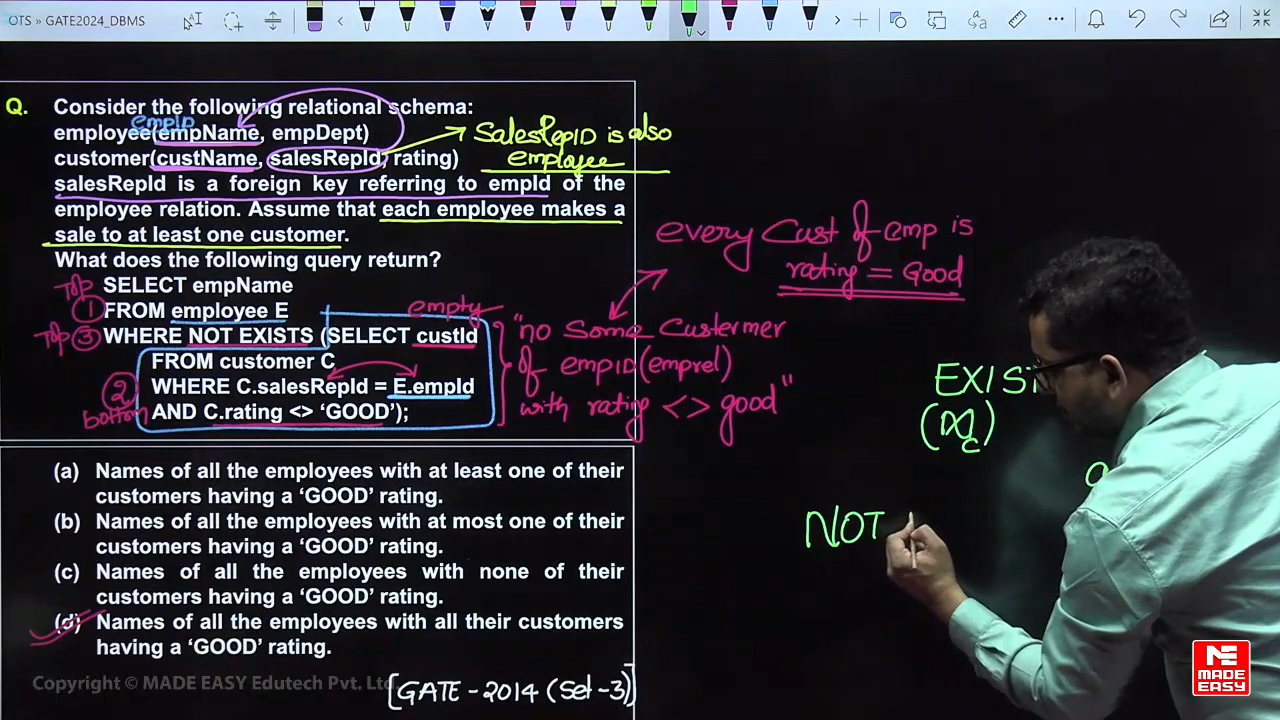 OTS » GATE2024_DBMS
Q. Consider the following relational schema:
empID
employee(empName, empDept)
customer(custName, salesRepId, rating)
SalesRepID is also
employee
salesRepId is a foreign key referring to empId of the
employee relation. Assume that each employee makes a
sale to at least one customer.
What does the following query return?
Top SELECT empName
① FROM employee E
empty
Top ③ WHERE NOT EXISTS (SELECT custId
FROM customer C
② WHERE C.salesRepId = E.empId
bottom AND C.rating <> ‘GOOD’);
every Cust of emp is
rating = Good
"no Some Custermer
of empID(emprel)
with rating <> good"
EXIST
(⋈c)
NOT
(a) Names of all the employees with at least one of their
customers having a ‘GOOD’ rating.
(b) Names of all the employees with at most one of their
customers having a ‘GOOD’ rating.
(c) Names of all the employees with none of their
customers having a ‘GOOD’ rating.
(d) Names of all the employees with all their customers
having a ‘GOOD’ rating.
Copyright © MADE EASY Edutech Pvt. Ltd
[GATE-2014 (Set-3)]
ME
MADE
EASY